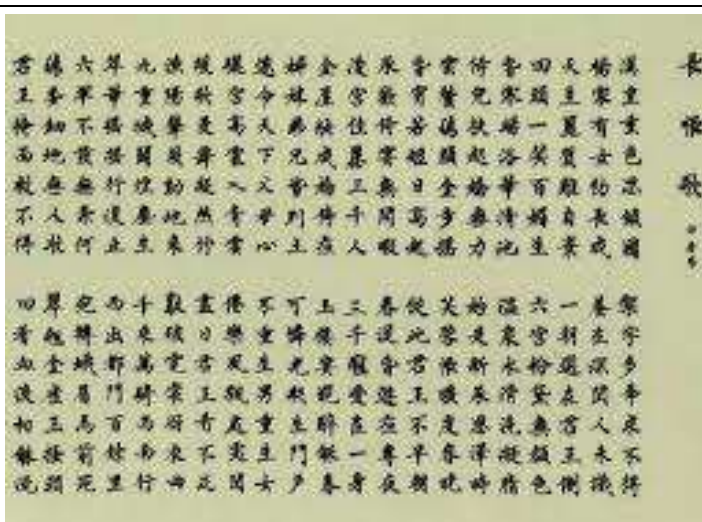 長恨歌
白居易
漢皇重色思傾國 御宇多年求不得
楊家有女初長成 養在深閨人未識
天生麗質難自棄 一朝選在君王側
回頭一笑百媚生 六宮粉黛無顏色
春寒賜浴華清池 溫泉水滑洗凝脂
侍兒扶起嬌無力 始是新承恩澤時
雲鬢花顏金步搖 芙蓉帳暖度春宵
春宵苦短日高起 從此君王不早朝
承歡侍宴無閒暇 春從春遊夜專夜
後宮佳麗三千人 三千寵愛在一身
金屋妝成嬌侍夜 玉樓宴罷醉和春
姊妹弟兄皆列土 可憐光彩生門戶
遂令天下父母心 不重生男重生女
驪宮高處入青雲 仙樂風飄處處聞
緩歌慢舞凝絲竹 盡日君王看不足
漁陽鼙鼓動地來 驚破霓裳羽衣曲
九重城闕煙塵生 千乘萬騎西南行
翠華搖搖行復止 西出都門百餘里
六軍不發無奈何 宛轉蛾眉馬前死
花鈿委地無人收 翠翹金雀玉搔頭
君王掩面救不得 回看血淚相和流